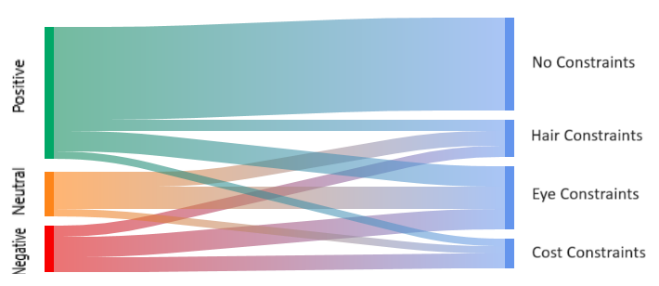 Positive
Neutral
Negative
No Constraints
Hair Constraints
Eye Constraints
Cost Constraints